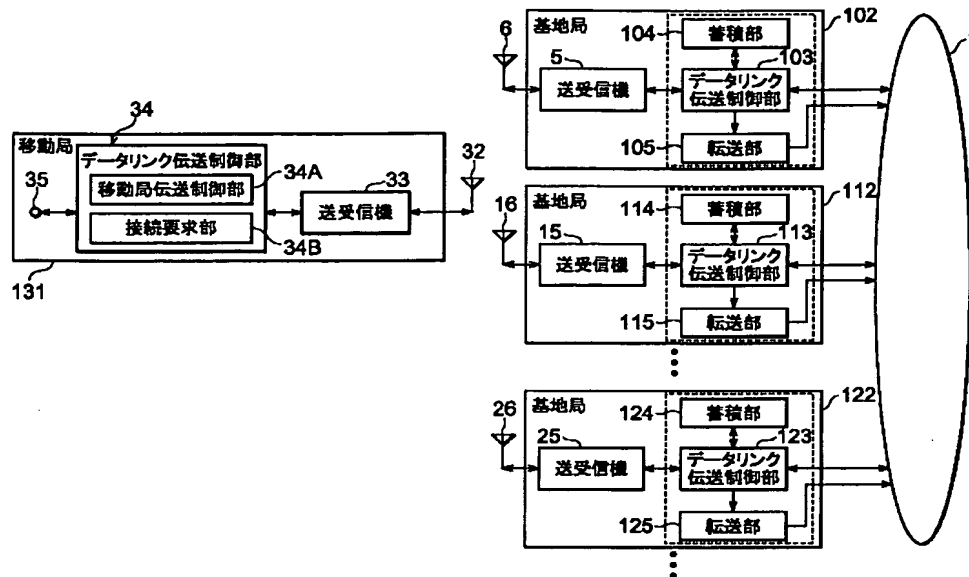 移動局
34
データリンク伝送制御部
移動局伝送制御部
34A
接続要求部
34B
35
33
送受信機
32
131
6
基地局
102
104
蓄積部
103
5
送受信機
データリンク
伝送制御部
105
転送部
16
基地局
112
114
蓄積部
113
15
送受信機
データリンク
伝送制御部
115
転送部
26
基地局
122
124
蓄積部
123
25
送受信機
データリンク
伝送制御部
125
転送部